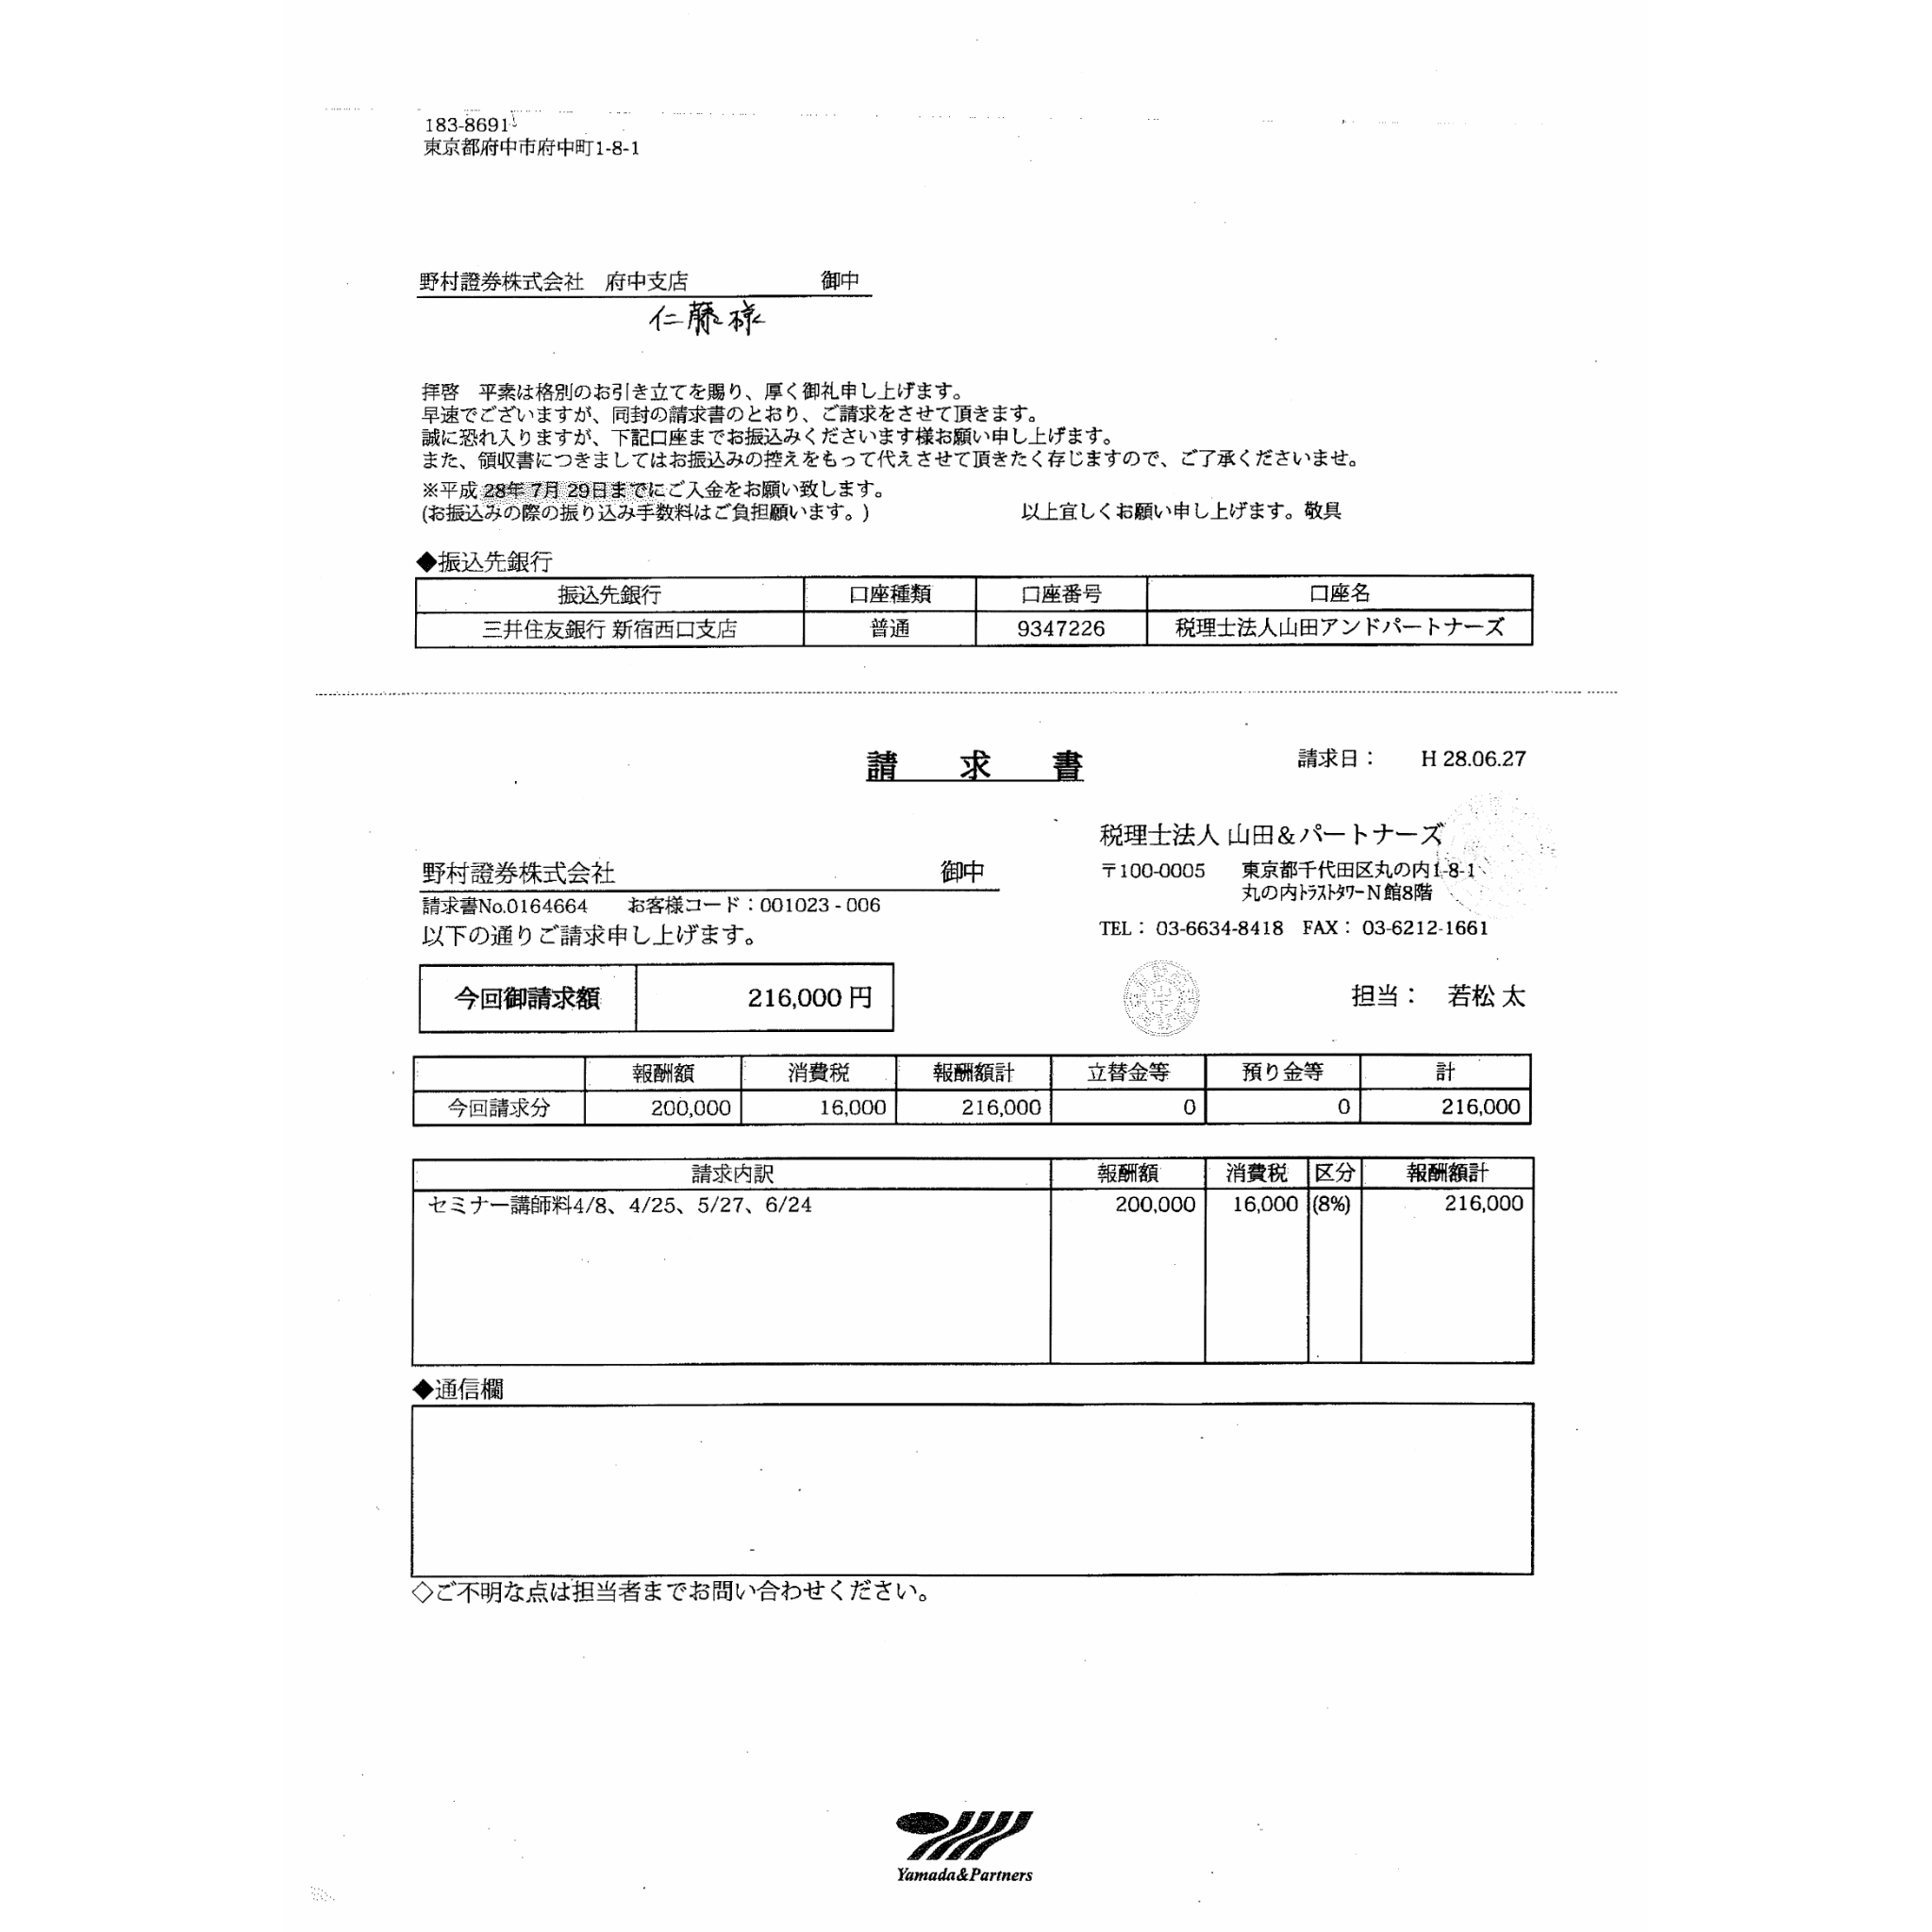 183-8691
東京都府中市府中町1-8-1
野村證券株式会社　府中支店　御中
仁藤様
拝啓　平素は格別のお引き立てを賜り、厚く御礼申し上げます。
早速でございますが、同封の請求書のとおり、ご請求をさせて頂きます。
誠に恐れ入りますが、下記口座までお振込みくださいます様お願い申し上げます。
また、領収書につきましてはお振込みの控えをもって代えさせて頂きたく存じますので、ご了承くださいませ。
※平成 28年 7月 29日までにご入金をお願い致します。
(お振込みの際の振り込み手数料はご負担願います。)　以上宜しくお願い申し上げます。敬具
◆振込先銀行
振込先銀行　口座種類　口座番号　口座名
三井住友銀行 新宿西口支店　普通　9347226　税理士法人山田アンドパートナーズ
請　求　書
請求日：　H 28.06.27
税理士法人 山田＆パートナーズ
〒100-0005　東京都千代田区丸の内1-8-1
丸の内ﾄﾗｽﾄﾀﾜｰＮ館8階
TEL： 03-6634-8418　FAX： 03-6212-1661
野村證券株式会社　御中
請求書No.0164664　お客様コード：001023 - 006
以下の通りご請求申し上げます。
今回御請求額　216,000 円
担当：　若松 太
報酬額　消費税　報酬額計　立替金等　預り金等　計
今回請求分　200,000　16,000　216,000　0　0　216,000
請求内訳　報酬額　消費税　区分　報酬額計
セミナー講師料4/8、4/25、5/27、6/24　200,000　16,000　(8%)　216,000
◆通信欄
◇ご不明な点は担当者までお問い合わせください。
Yamada&Partners